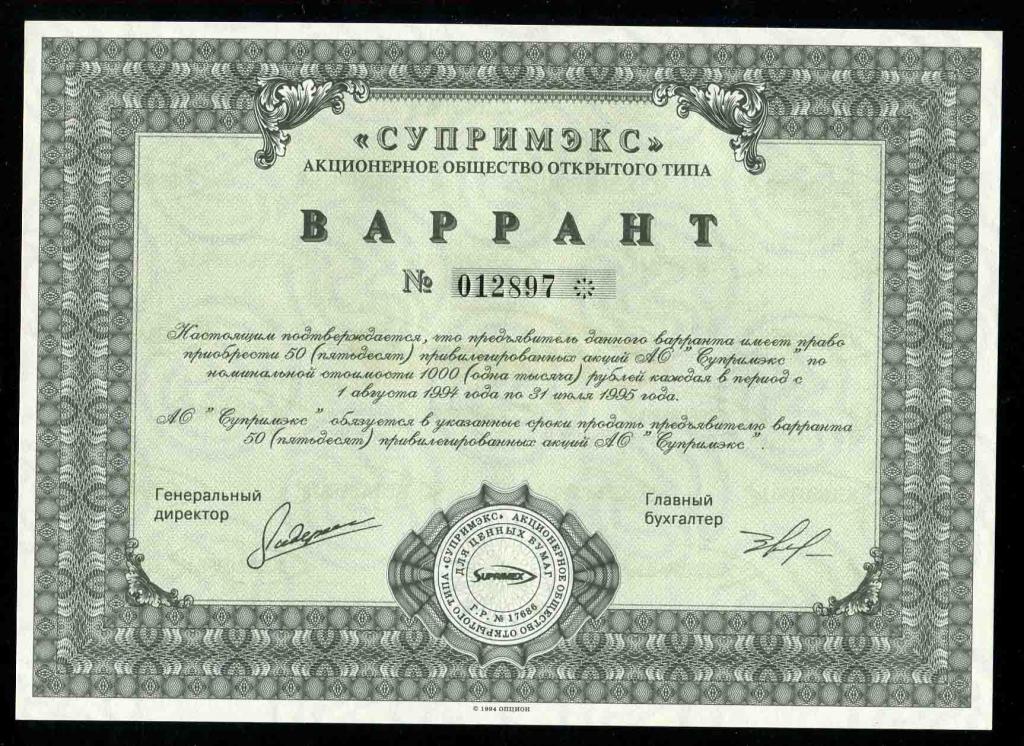 «СУПРИМЭКС»
АКЦИОНЕРНОЕ ОБЩЕСТВО ОТКРЫТОГО ТИПА
ВАРРАНТ
№ 012897 ⁕
Настоящим подтверждается, что предъявитель данного варранта имеет право
приобрести 50 (пятьдесят) привилегированных акций АО "Супримэкс" по
номинальной стоимости 1000 (одна тысяча) рублей каждая в период с
1 августа 1994 года по 31 июля 1995 года.
АО "Супримэкс" обязуется в указанные сроки продать предъявителю варранта
50 (пятьдесят) привилегированных акций АО "Супримэкс".
Генеральный
директор
Главный
бухгалтер
«СУПРИМЭКС» АКЦИОНЕРНОЕ ОБЩЕСТВО ОТКРЫТОГО ТИПА
ДЛЯ ЦЕННЫХ БУМАГ
SUPRIMEX
Г.Р. № 17686
© 1994 ОПЦИОН